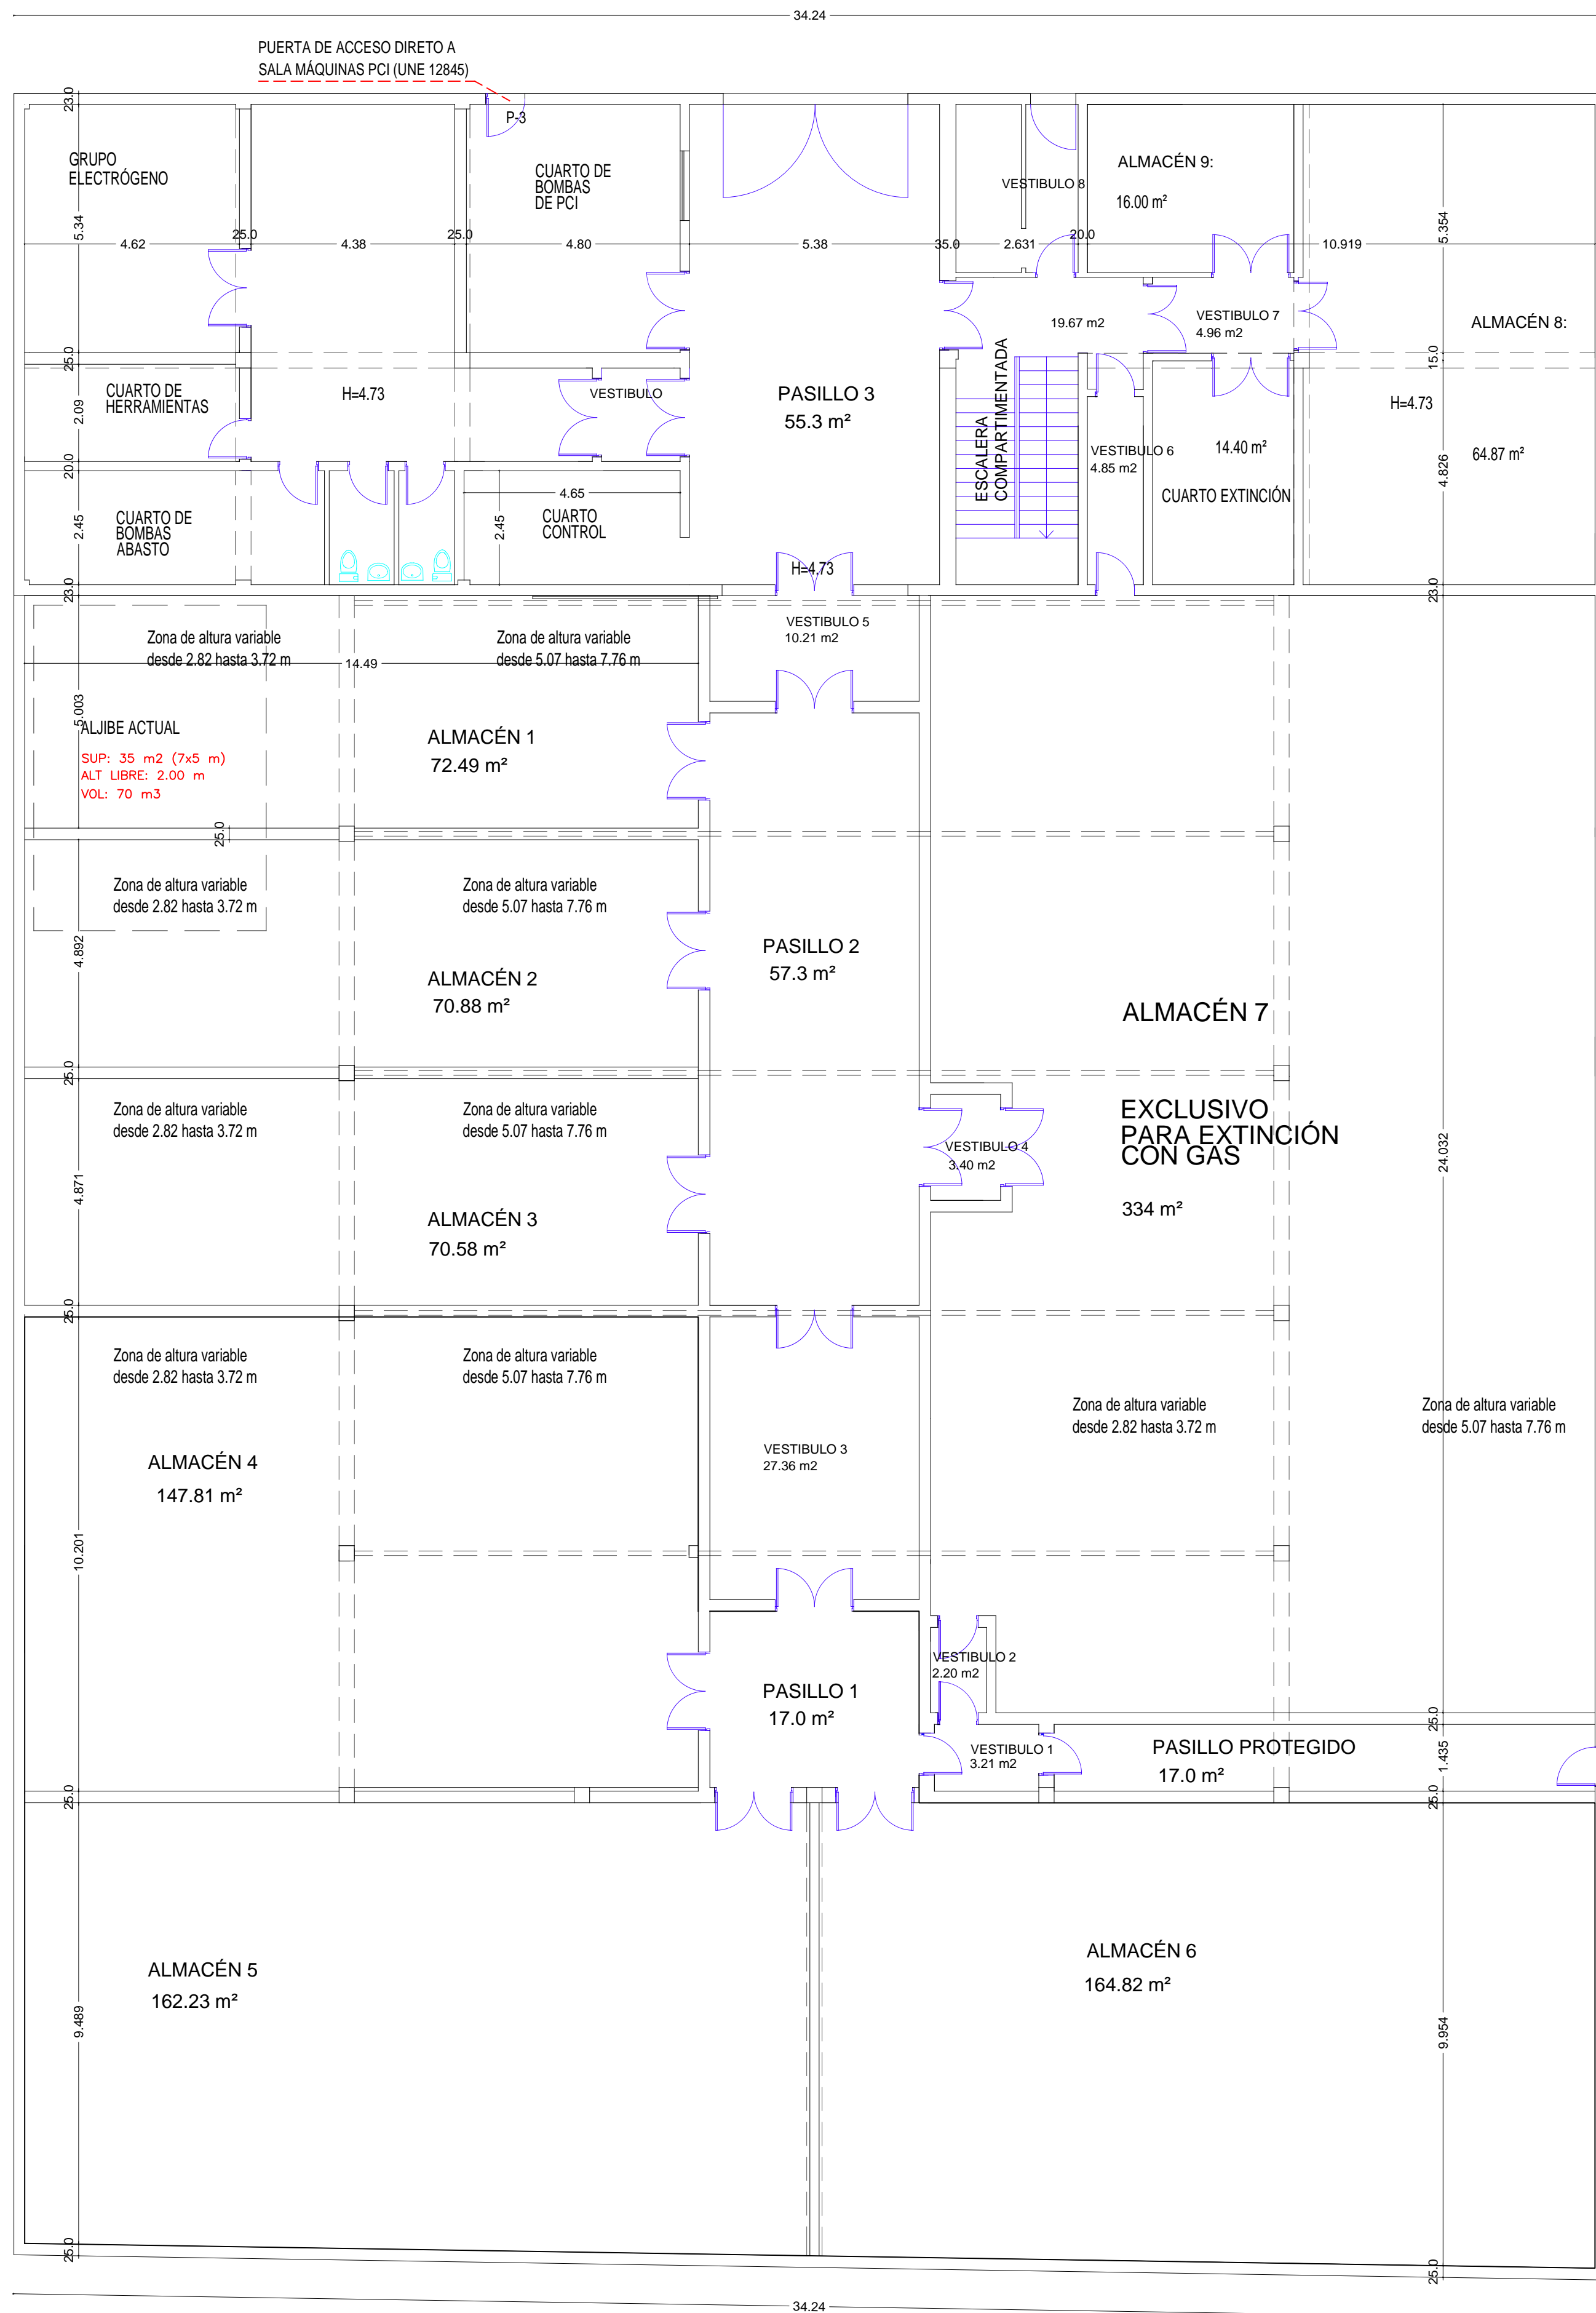 34.24
PUERTA DE ACCESO DIRETO A
SALA MÁQUINAS PCI (UNE 12845)
23.0
P-3
GRUPO
ELECTRÓGENO
CUARTO DE
BOMBAS
DE PCI
VESTIBULO 8
ALMACÉN 9:
16.00 m²
5.34
4.62
25.0
4.38
25.0
4.80
5.38
35.0
2.631
20.0
10.919
5.354
19.67 m2
VESTIBULO 7
4.96 m2
ALMACÉN 8:
25.0
15.0
CUARTO DE
HERRAMIENTAS
2.09
H=4.73
VESTIBULO
PASILLO 3
55.3 m²
ESCALERA
COMPARTIMENTADA
H=4.73
VESTIBULO 6
4.85 m2
14.40 m²
CUARTO EXTINCIÓN
64.87 m²
4.826
20.0
4.65
2.45
CUARTO DE
BOMBAS
ABASTO
2.45
CUARTO
CONTROL
H=4.73
23.0
23.0
VESTIBULO 5
10.21 m2
Zona de altura variable
desde 2.82 hasta 3.72 m
14.49
Zona de altura variable
desde 5.07 hasta 7.76 m
5.003
ALJIBE ACTUAL
SUP: 35 m2 (7x5 m)
ALT LIBRE: 2.00 m
VOL: 70 m3
ALMACÉN 1
72.49 m²
25.0
Zona de altura variable
desde 2.82 hasta 3.72 m
Zona de altura variable
desde 5.07 hasta 7.76 m
4.892
ALMACÉN 2
70.88 m²
PASILLO 2
57.3 m²
ALMACÉN 7
25.0
Zona de altura variable
desde 2.82 hasta 3.72 m
Zona de altura variable
desde 5.07 hasta 7.76 m
EXCLUSIVO
PARA EXTINCIÓN
CON GAS
334 m²
24.032
VESTIBULO 4
3.40 m2
4.871
ALMACÉN 3
70.58 m²
25.0
Zona de altura variable
desde 2.82 hasta 3.72 m
Zona de altura variable
desde 5.07 hasta 7.76 m
Zona de altura variable
desde 2.82 hasta 3.72 m
Zona de altura variable
desde 5.07 hasta 7.76 m
ALMACÉN 4
147.81 m²
VESTIBULO 3
27.36 m2
10.201
VESTIBULO 2
2.20 m2
PASILLO 1
17.0 m²
25.0
VESTIBULO 1
3.21 m2
PASILLO PROTEGIDO
17.0 m²
1.435
25.0
25.0
ALMACÉN 5
162.23 m²
ALMACÉN 6
164.82 m²
9.489
9.954
25.0
25.0
34.24